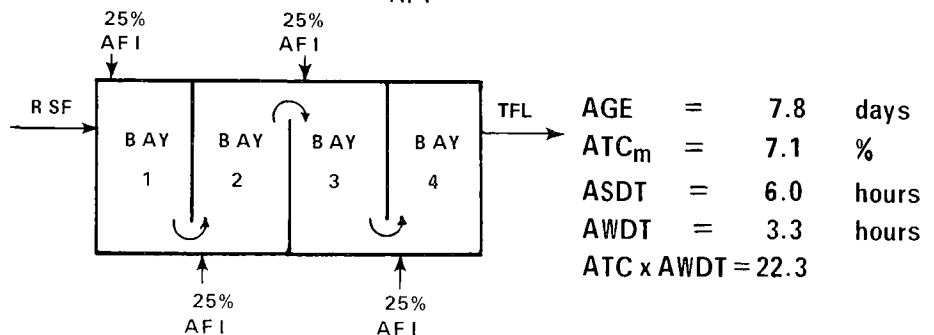 25%
AFI
25%
AFI
RSF
BAY
1
BAY
2
BAY
3
BAY
4
TFL
25%
AFI
25%
AFI
AGE = 7.8 days
ATCm = 7.1 %
ASDT = 6.0 hours
AWDT = 3.3 hours
ATC x AWDT = 22.3